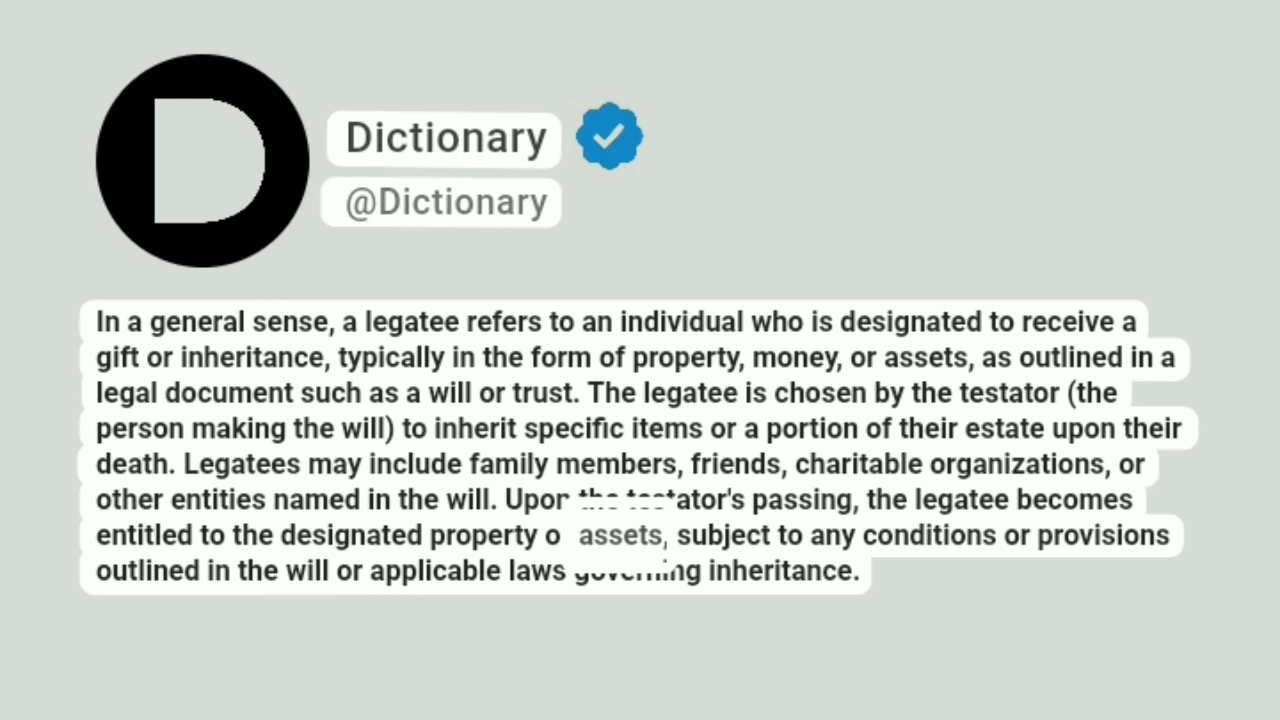 D
Dictionary
@Dictionary
In a general sense, a legatee refers to an individual who is designated to receive a
gift or inheritance, typically in the form of property, money, or assets, as outlined in a
legal document such as a will or trust. The legatee is chosen by the testator (the
person making the will) to inherit specific items or a portion of their estate upon their
death. Legatees may include family members, friends, charitable organizations, or
other entities named in the will. Upon the testator's passing, the legatee becomes
entitled to the designated property o assets, subject to any conditions or provisions
outlined in the will or applicable laws governing inheritance.